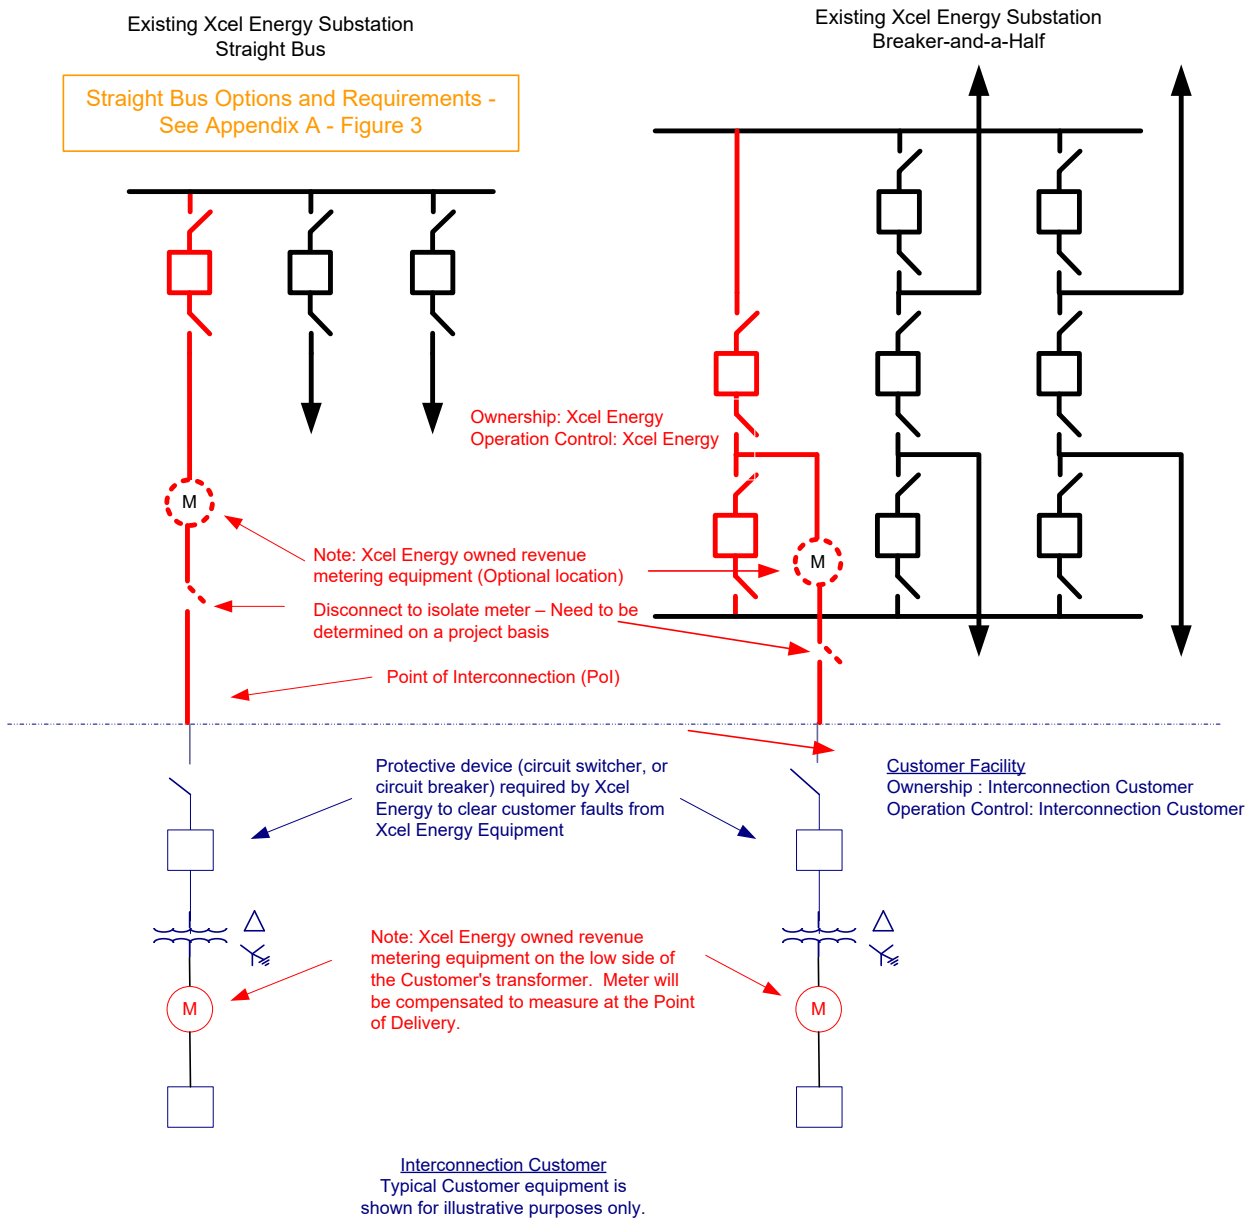 Existing Xcel Energy Substation
Straight Bus
Existing Xcel Energy Substation
Breaker-and-a-Half
Straight Bus Options and Requirements -
See Appendix A - Figure 3
Ownership: Xcel Energy
Operation Control: Xcel Energy
M
M
Note: Xcel Energy owned revenue
metering equipment (Optional location)
Disconnect to isolate meter – Need to be
determined on a project basis
Point of Interconnection (PoI)
Protective device (circuit switcher, or
circuit breaker) required by Xcel
Energy to clear customer faults from
Xcel Energy Equipment
Customer Facility
Ownership : Interconnection Customer
Operation Control: Interconnection Customer
Note: Xcel Energy owned revenue
metering equipment on the low side of
the Customer's transformer.  Meter will
be compensated to measure at the Point
of Delivery.
M
M
Interconnection Customer
Typical Customer equipment is
shown for illustrative purposes only.